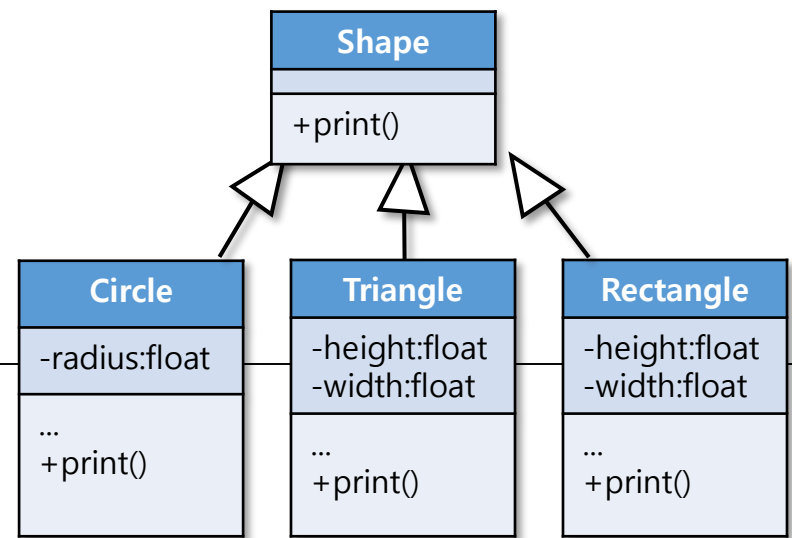 Shape
+print()
Circle
-radius:float
...
+print()
Triangle
-height:float
-width:float
...
+print()
Rectangle
-height:float
-width:float
...
+print()